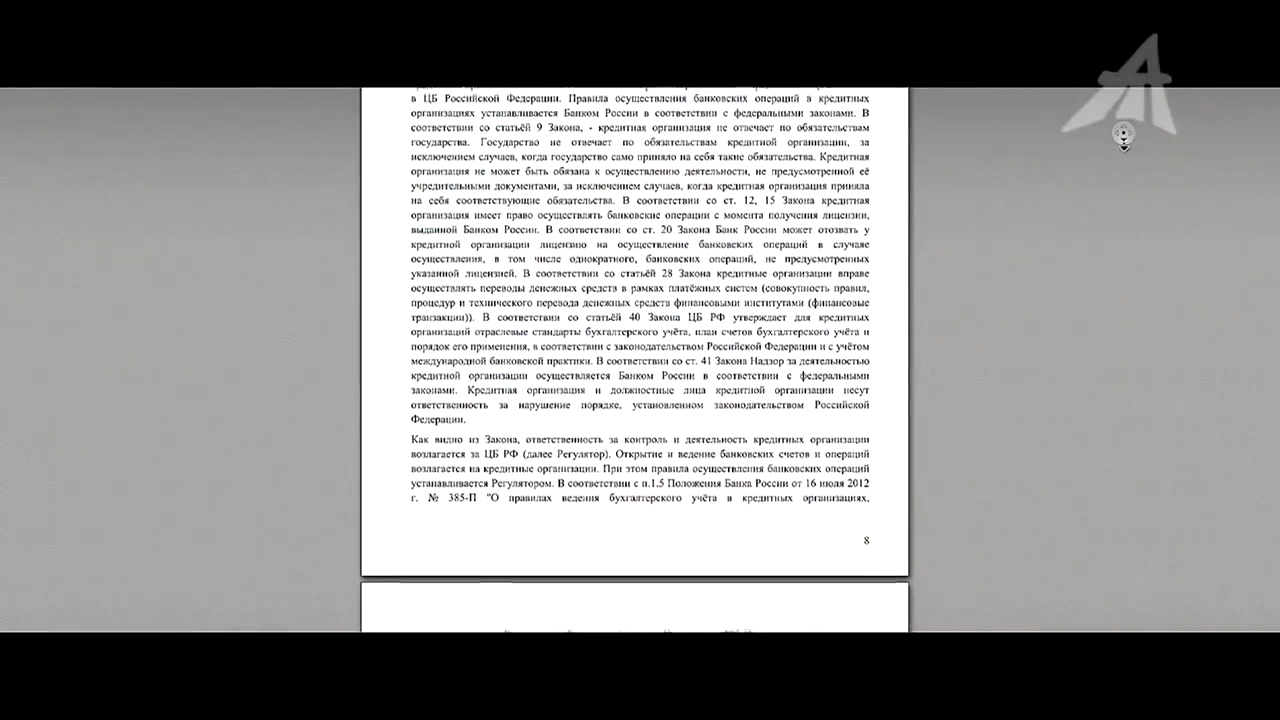 в ЦБ Российской Федерации. Правила осуществления банковских операций в кредитных
организациях устанавливается Банком России в соответствии с федеральными законами. В
соответствии со статьёй 9 Закона, - кредитная организация не отвечает по обязательствам
государства. Государство не отвечает по обязательствам кредитной организации, за
исключением случаев, когда государство само приняло на себя такие обязательства. Кредитная
организация не может быть обязана к осуществлению деятельности, не предусмотренной её
учредительными документами, за исключением случаев, когда кредитная организация приняла
на себя соответствующие обязательства. В соответствии со ст. 12, 15 Закона кредитная
организация имеет право осуществлять банковские операции с момента получения лицензии,
выданной Банком России. В соответствии со ст. 20 Закона Банк России может отозвать у
кредитной организации лицензию на осуществление банковских операций в случаяе
осуществления, в том числе однократного, банковских операций, не предусмотренных
указанной лицензией. В соответствии со статьёй 28 Закона кредитные организации вправе
осуществлять переводы денежных средств в рамках платёжных систем (совокупность правил,
процедур и технического перевода денежных средств финансовыми институтами (финансовые
транзакции)). В соответствии со статьёй 40 Закона ЦБ РФ утверждает для кредитных
организаций отраслевые стандарты бухгалтерского учёта, план счетов бухгалтерского учёта и
порядок его применения, в соответствии с законодательством Российской Федерации и с учётом
международной банковской практики. В соответствии со ст. 41 Закона Надзор за деятельностью
кредитной организации осуществляется Банком России в соответствии с федеральными
законами. Кредитная организация и должностные лица кредитной организации несут
ответственность за нарушение порядке, установленном законодательством Российской
Федерации.
Как видно из Закона, ответственность за контроль и деятельность кредитных организации
возлагается за ЦБ РФ (далее Регулятор). Открытие и ведение банковских счетов и операций
возлагается на кредитные организации. При этом правила осуществления банковских операций
устанавливается Регулятором. В соответствии с п.1.5 Положения Банка России от 16 июля 2012
г. № 385-П "О правилах ведения бухгалтерского учёта в кредитных организациях,
8